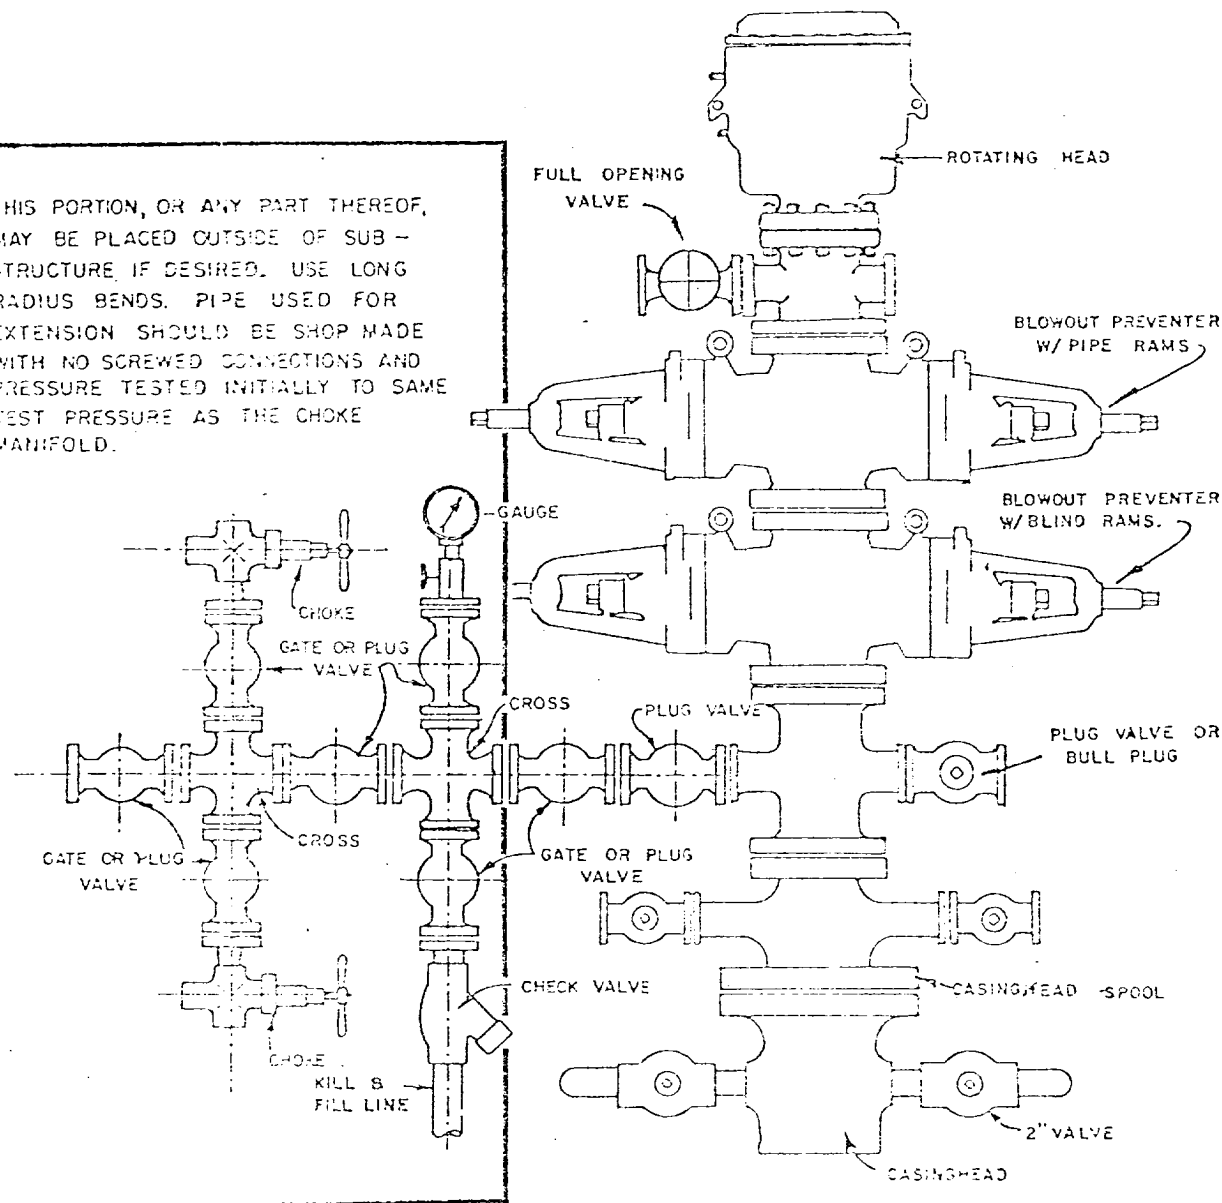 HIS PORTION, OR ANY PART THEREOF,
MAY BE PLACED OUTSIDE OF SUB-
STRUCTURE IF DESIRED. USE LONG
RADIUS BENDS. PIPE USED FOR
EXTENSION SHOULD BE SHOP MADE
WITH NO SCREWED CONNECTIONS AND
PRESSURE TESTED INITIALLY TO SAME
TEST PRESSURE AS THE CHOKE
MANIFOLD.
ROTATING HEAD
FULL OPENING
VALVE
BLOWOUT PREVENTER
W/ PIPE RAMS
BLOWOUT PREVENTER
W/ BLIND RAMS.
GAUGE
CHOKE
GATE OR PLUG
VALVE
CROSS
PLUG VALVE
PLUG VALVE OR
BULL PLUG
CROSS
GATE OR PLUG
VALVE
GATE OR PLUG
VALVE
CHECK VALVE
CASINGHEAD SPOOL
CHOKE
KILL &
FILL LINE
2" VALVE
CASINGHEAD